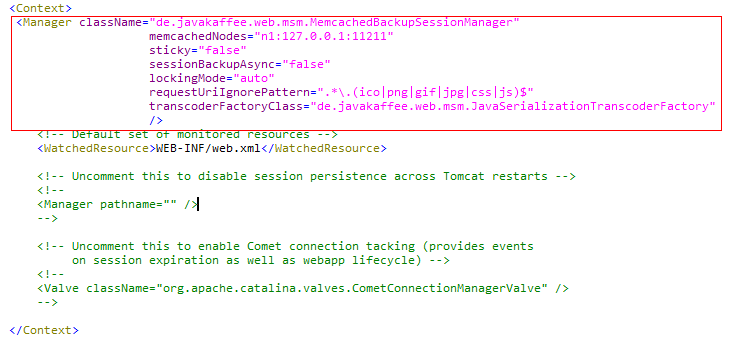 <Context>
<Manager className="de.javakaffee.web.msm.MemcachedBackupSessionManager"
memcachedNodes="n1:127.0.0.1:11211"
sticky="false"
sessionBackupAsync="false"
lockingMode="auto"
requestUriIgnorePattern=".*\.(ico|png|gif|jpg|css|js)$"
transcoderFactoryClass="de.javakaffee.web.msm.JavaSerializationTranscoderFactory"
/>
<!-- Default set of monitored resources -->
<WatchedResource>WEB-INF/web.xml</WatchedResource>
<!-- Uncomment this to disable session persistence across Tomcat restarts -->
<!--
<Manager pathname="" />
-->
<!-- Uncomment this to enable Comet connection tacking (provides events
on session expiration as well as webapp lifecycle) -->
<!--
<Valve className="org.apache.catalina.valves.CometConnectionManagerValve" />
-->
</Context>